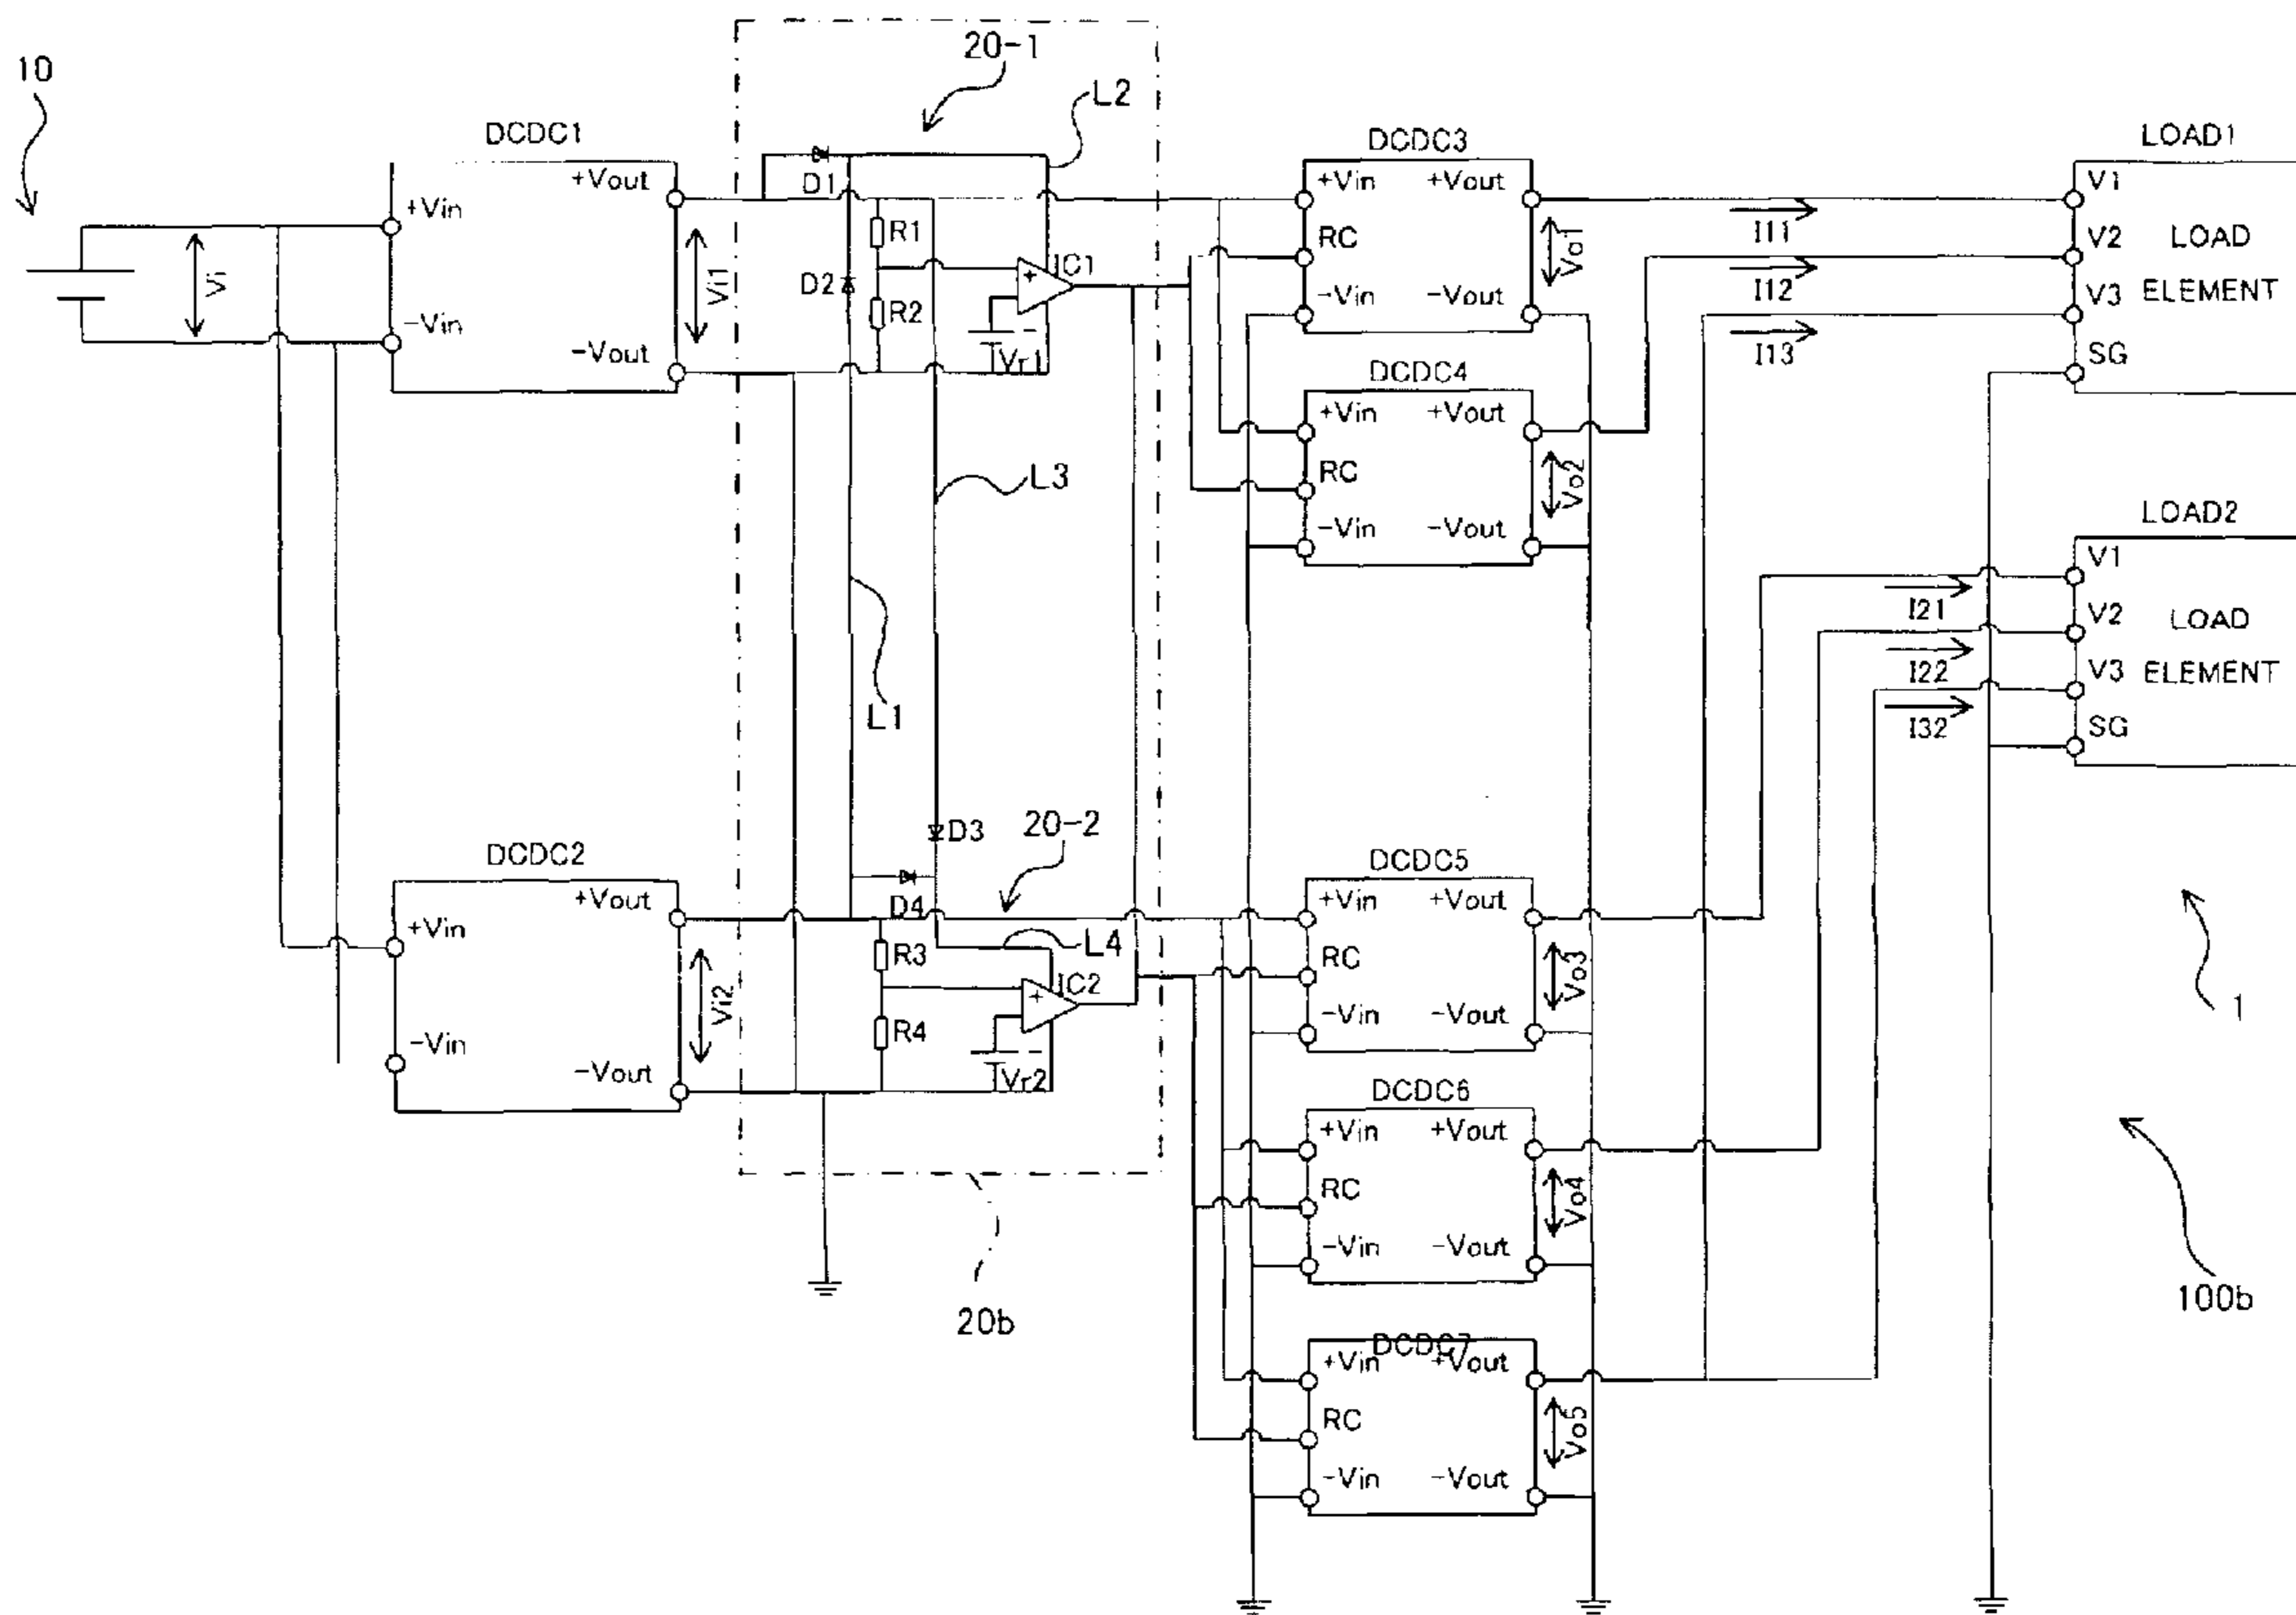 10
20-1
L2
DCDC1
+Vout
+Vin
Vi
-Vin
-Vout
Vi1
D1
R1
D2
R2
IC1
+
-
Vr1
L3
L1
DCDC3
+Vin +Vout
RC
-Vin -Vout
Vo1
DCDC4
+Vin +Vout
RC
-Vin -Vout
Vo2
I11
I12
I13
LOAD1
V1
V2 LOAD
V3 ELEMENT
SG
LOAD2
V1
V2 LOAD
V3 ELEMENT
SG
I21
I22
I32
D3
20-2
DCDC2
+Vout
+Vin
-Vin
-Vout
Vi2
D4
L4
R3
IC2
+
-
R4
Vr2
DCDC5
+Vin +Vout
RC
-Vin -Vout
Vo3
DCDC6
+Vin +Vout
RC
-Vin -Vout
Vo4
DCDC7
+Vin +Vout
RC
-Vin -Vout
Vo5
20b
1
100b